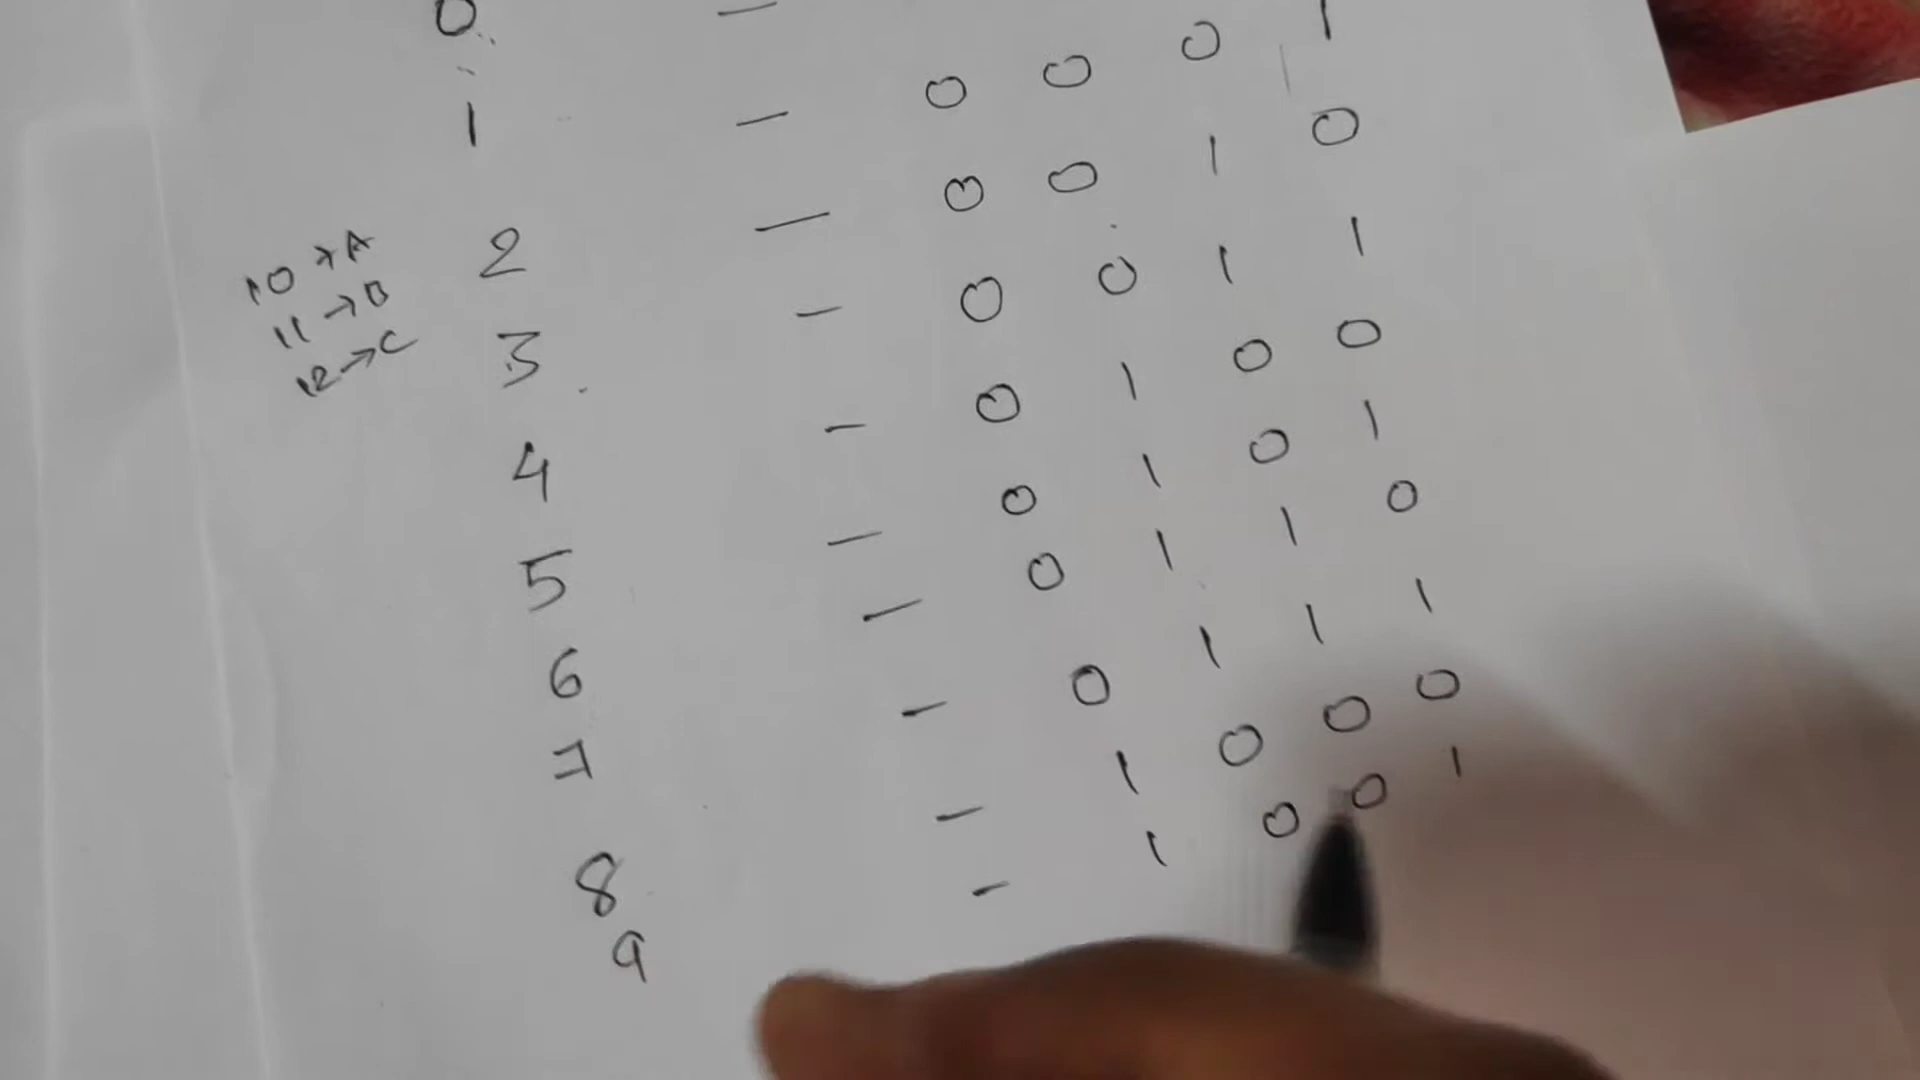 0 –
1 – 0 0 0 1
2 – 0 0 1 0
3 – 0 0 1 1
4 – 0 1 0 0
5 – 0 1 0 1
6 – 0 1 1 0
7 – 0 1 1 1
8 – 1 0 0 0
9 – 1 0 0 1
10 → A
11 → B
12 → C